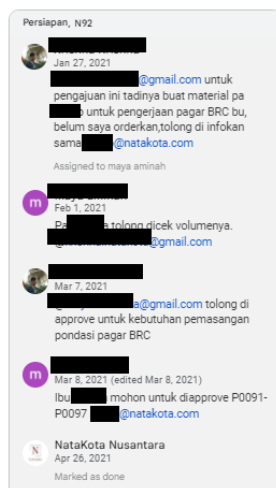 Persiapan, N92
Jan 27, 2021
@gmail.com untuk
pengajuan ini tadinya buat material pa
untuk pengerjaan pagar BRC bu,
belum saya orderkan,tolong di infokan
sama @natakota.com
Assigned to maya aminah
m
Feb 1, 2021
tolong dicek volumenya.
@gmail.com
Mar 7, 2021
a@gmail.com tolong di
approve untuk kebutuhan pemasangan
pondasi pagar BRC
m
Mar 8, 2021 (edited Mar 8, 2021)
Ibu mohon untuk diapprove P0091-
P0097 @natakota.com
N
NataKota Nusantara
Apr 26, 2021
Marked as done